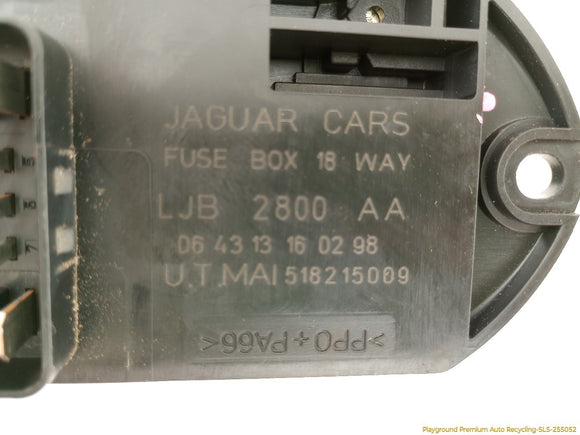 JAGUAR CARS
FUSE BOX 18 WAY
LJB 2800 AA
06 43 13 16 02 98
U.T.MAI 518215009
>PPO+PA66<
7
Playground Premium Auto Recycling-SLS-255052